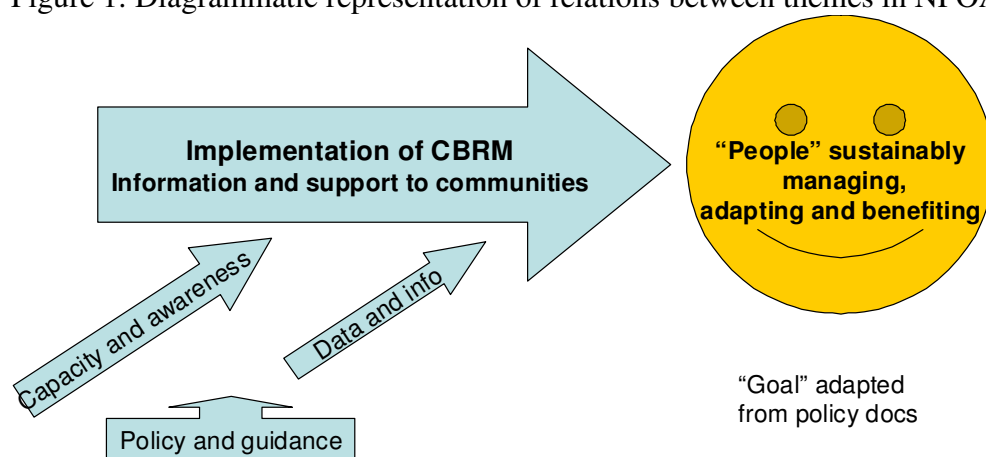 Figure 1: Diagrammatic representation of relations between themes in NPOA
Implementation of CBRM
Information and support to communities
“People” sustainably
managing,
adapting and benefiting
Capacity and awareness
Data and info
Policy and guidance
“Goal” adapted
from policy docs